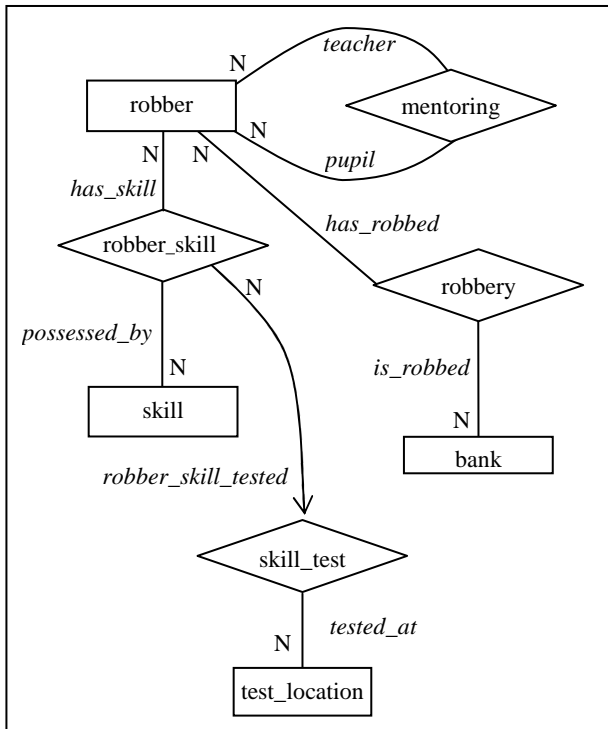 teacher
N
robber
mentoring
N
N
N
pupil
has_skill
has_robbed
robber_skill
N
robbery
possessed_by
is_robbed
N
skill
N
bank
robber_skill_tested
skill_test
tested_at
N
test_location